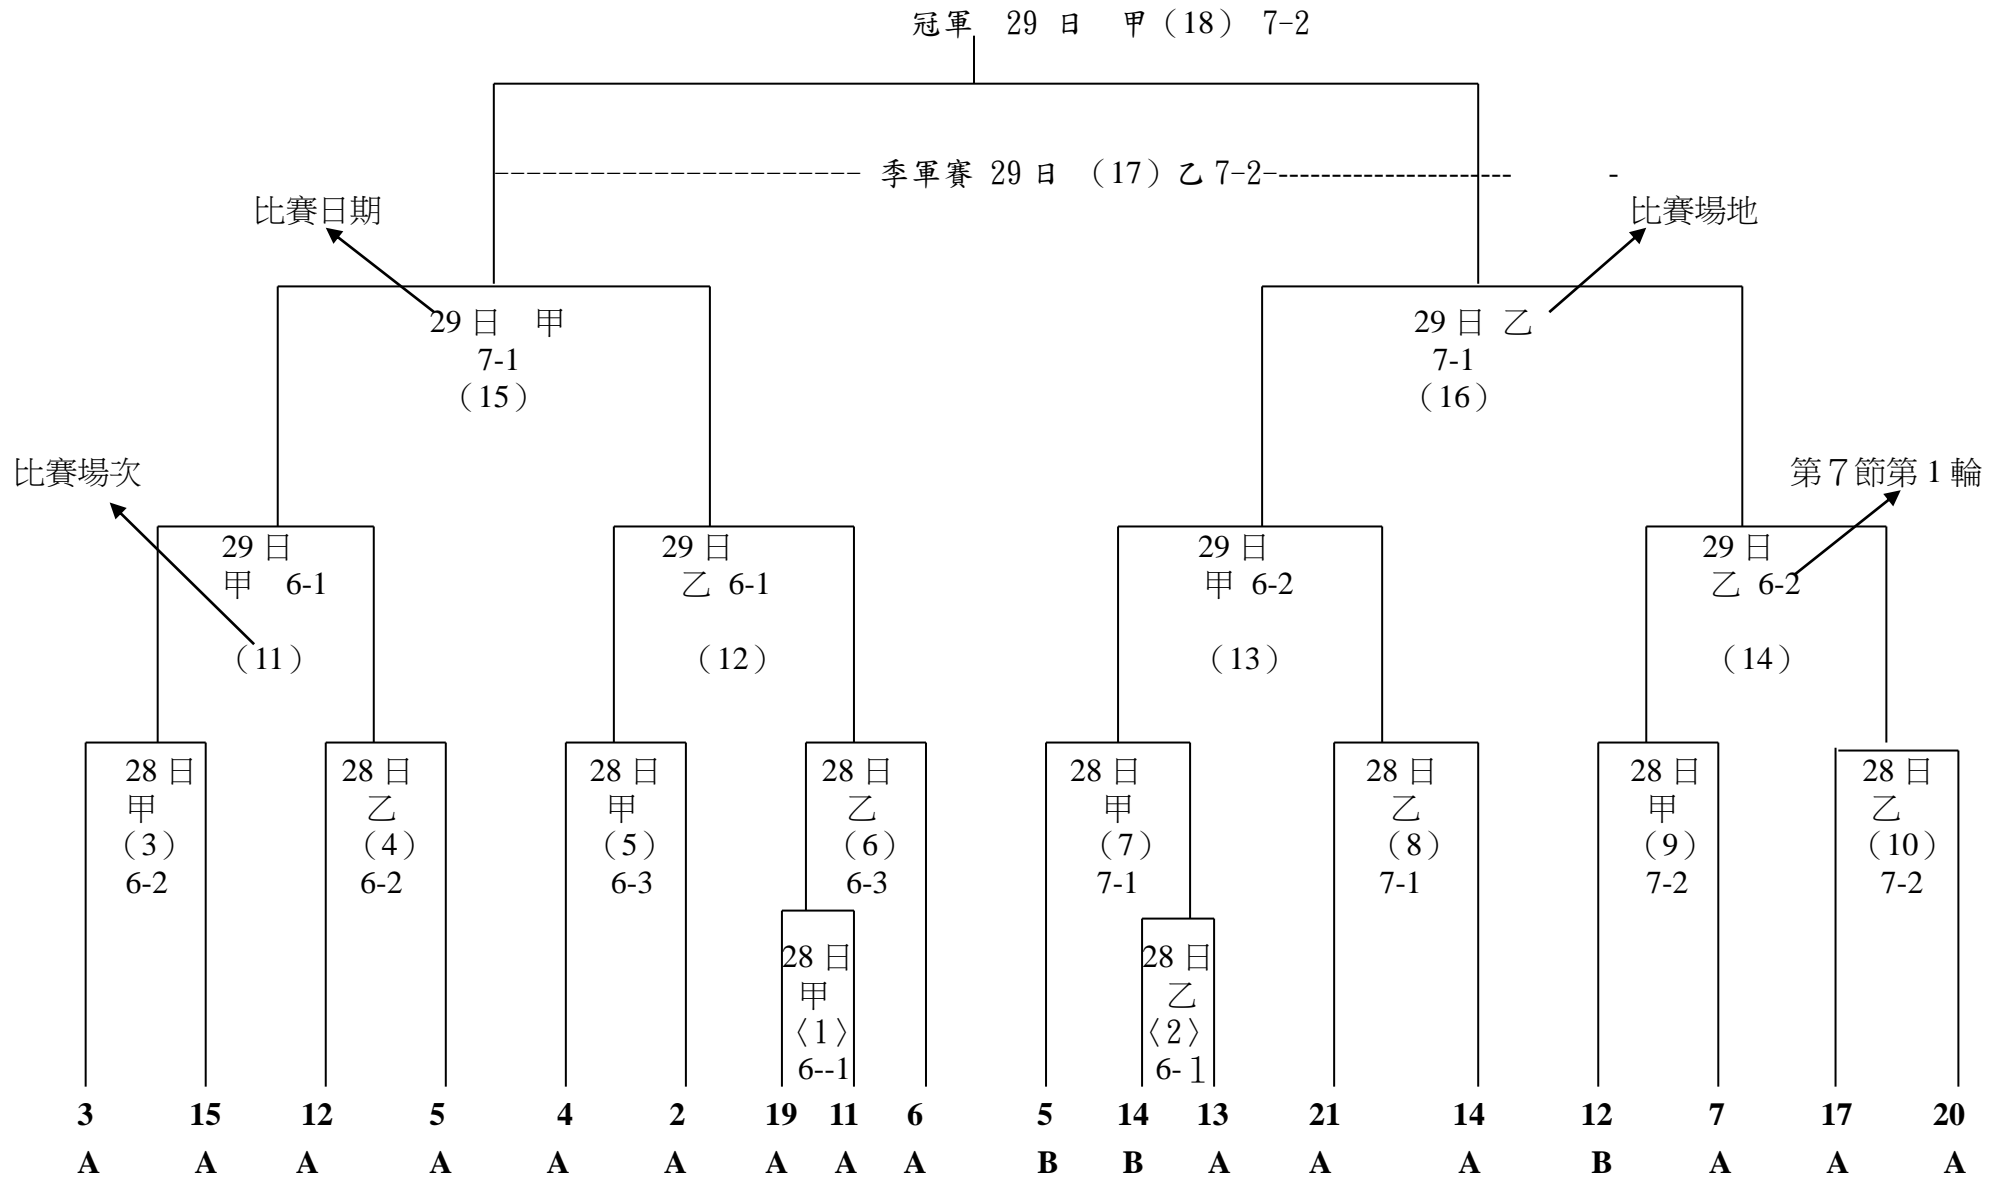 冠軍 29 日 甲（18） 7-2
---------------------- 季軍賽 29 日 （17）乙 7-2----------------------- -
比賽日期 比賽場地
29 日 甲 29 日 乙
7-1 7-1
（15） （16）
比賽場次 第７節第 1 輪
29 日 29 日 29 日 29 日
甲 6-1 乙 6-1 甲 6-2 乙 6-2
（11） （12） （13） （14）
28 日 28 日 28 日 28 日 28 日 28 日 28 日 28 日
甲 乙 甲 乙 甲 乙 甲 乙
（3） （4） （5） （6） （7） （8） （9） （10）
6-2 6-2 6-3 6-3 7-1 7-1 7-2 7-2
28 日 28 日
甲 乙
〈1〉 〈2〉
6--1 6-１
3 15 12 5 4 2 19 11 6 5 14 13 21 14 12 7 17 20
A A A A A A A A A B B A A A B A A A